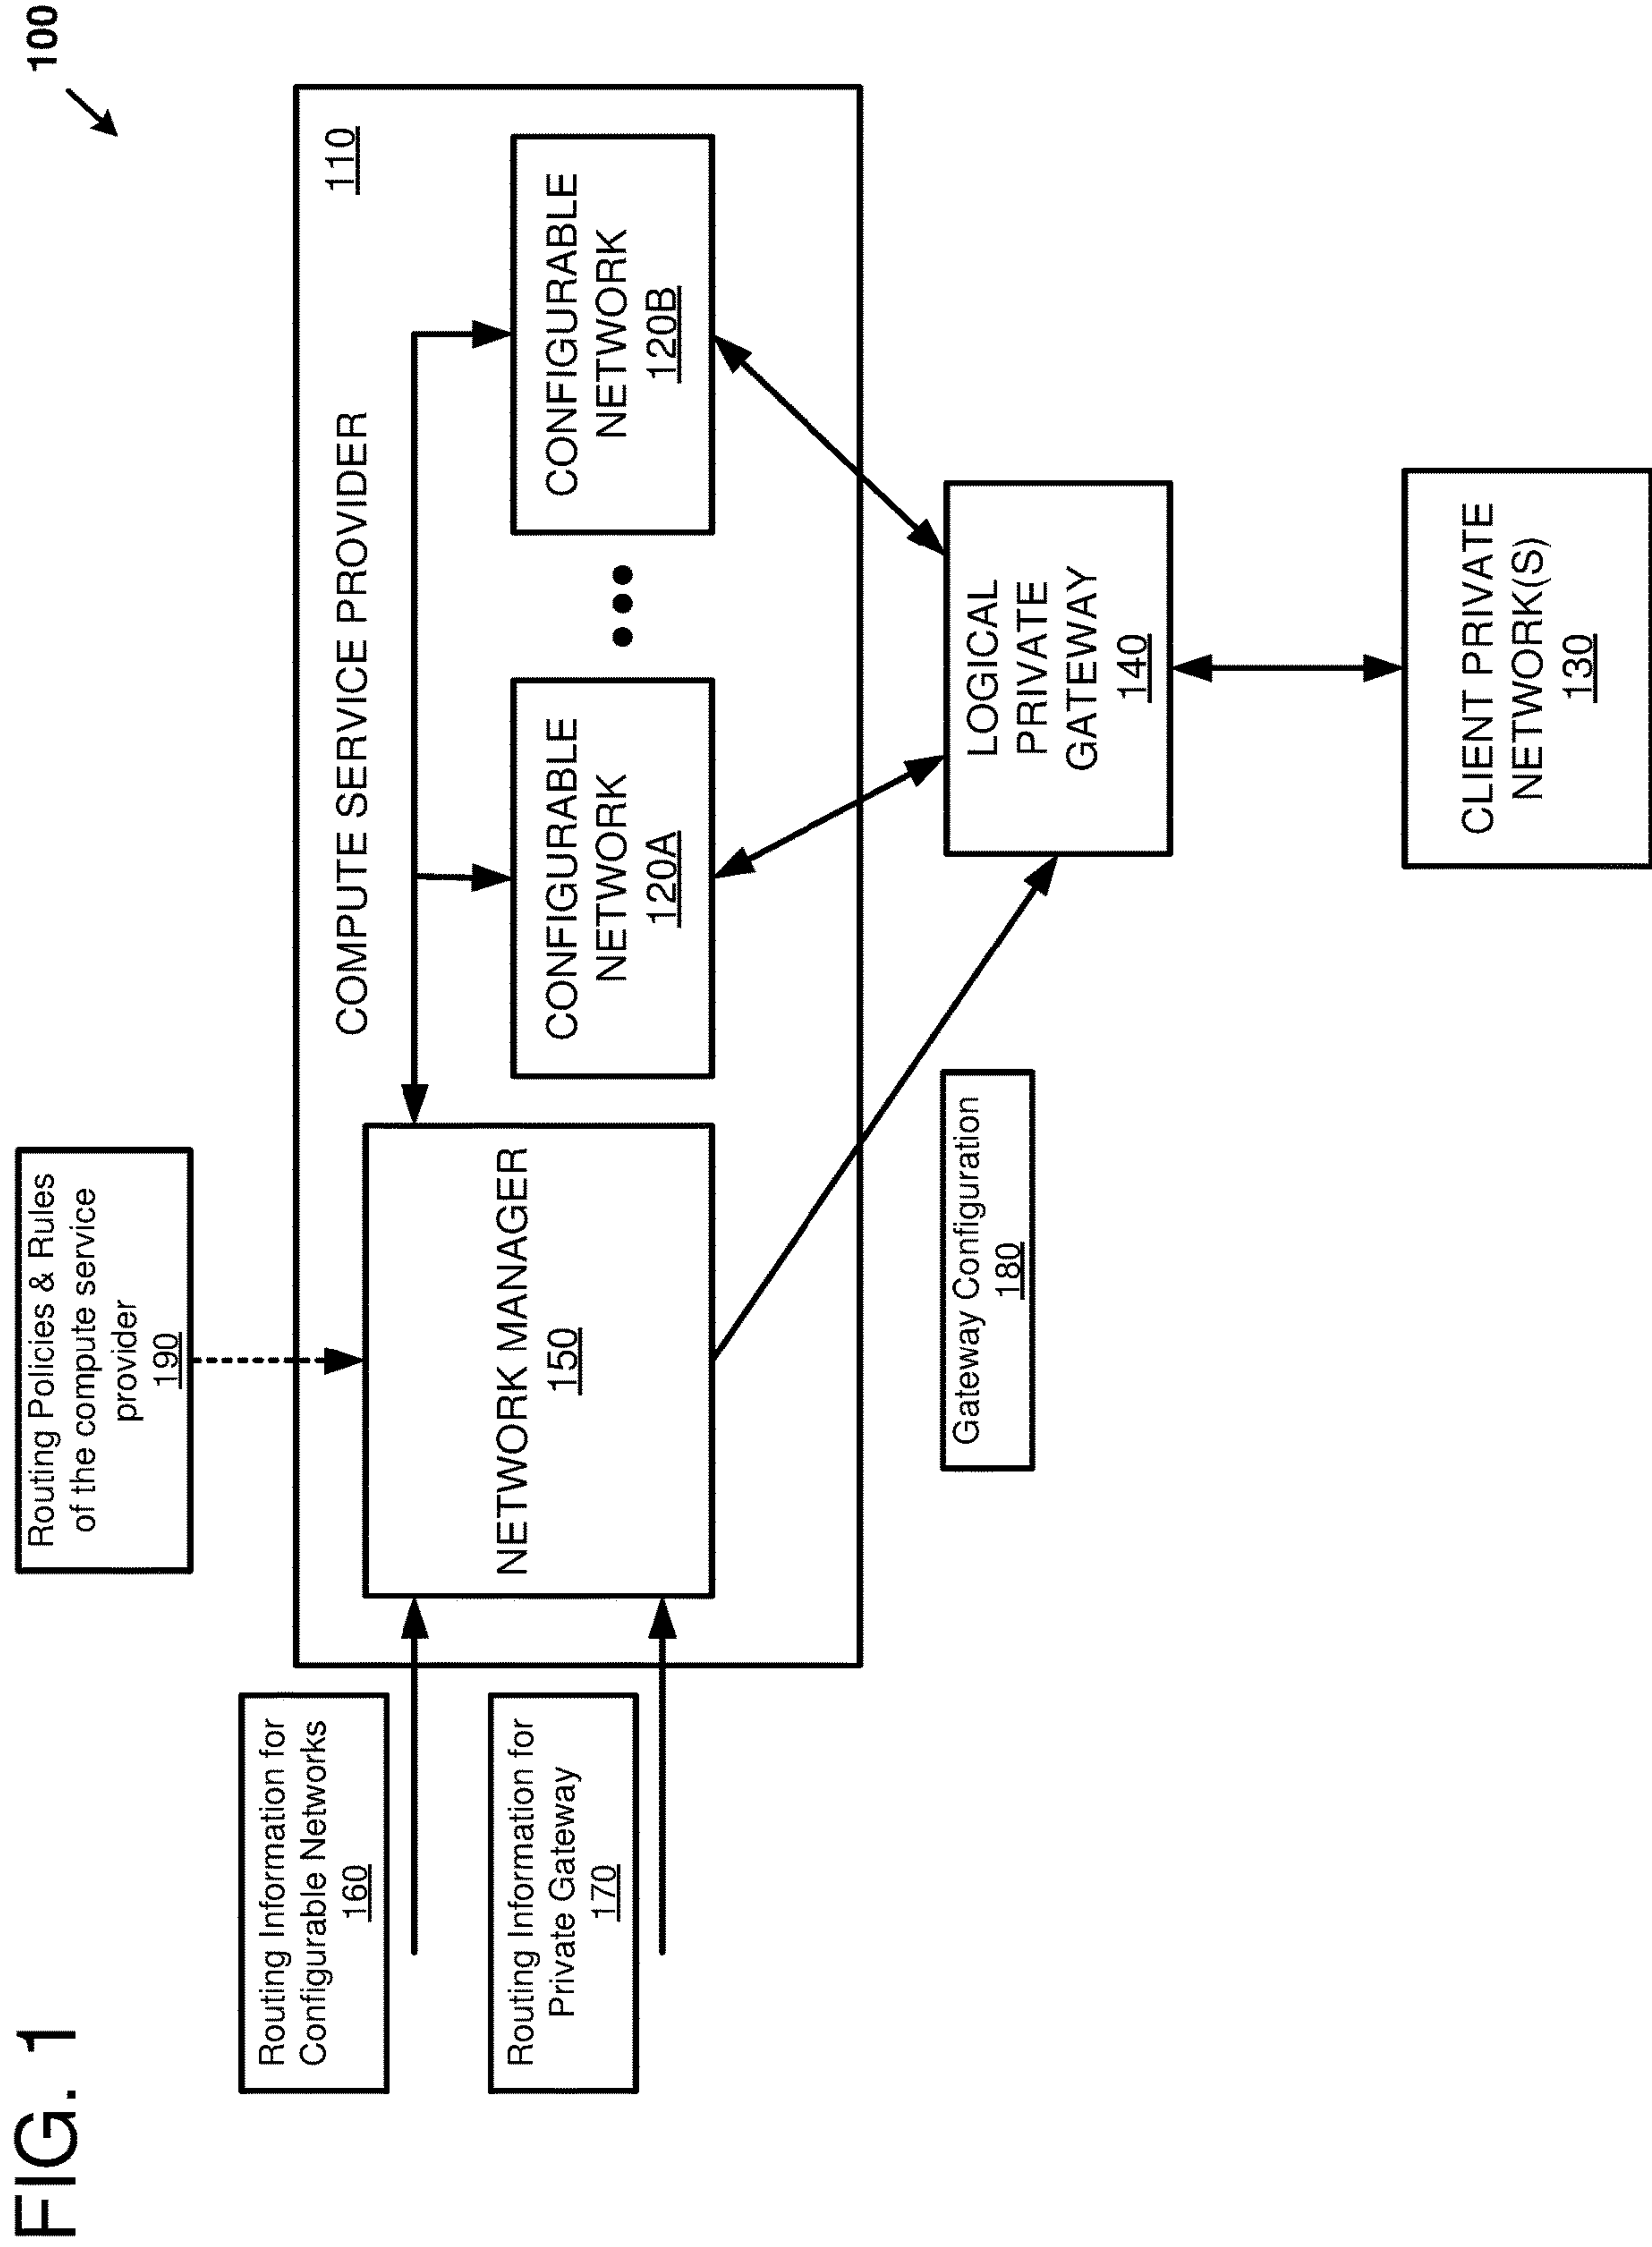 FIG. 1
100
Routing Policies & Rules
of the compute service
provider
190
COMPUTE SERVICE PROVIDER
110
Routing Information for
Configurable Networks
160
Routing Information for
Private Gateway
170
NETWORK MANAGER
150
CONFIGURABLE
NETWORK
120A
CONFIGURABLE
NETWORK
120B
Gateway Configuration
180
LOGICAL
PRIVATE
GATEWAY
140
CLIENT PRIVATE
NETWORK(S)
130